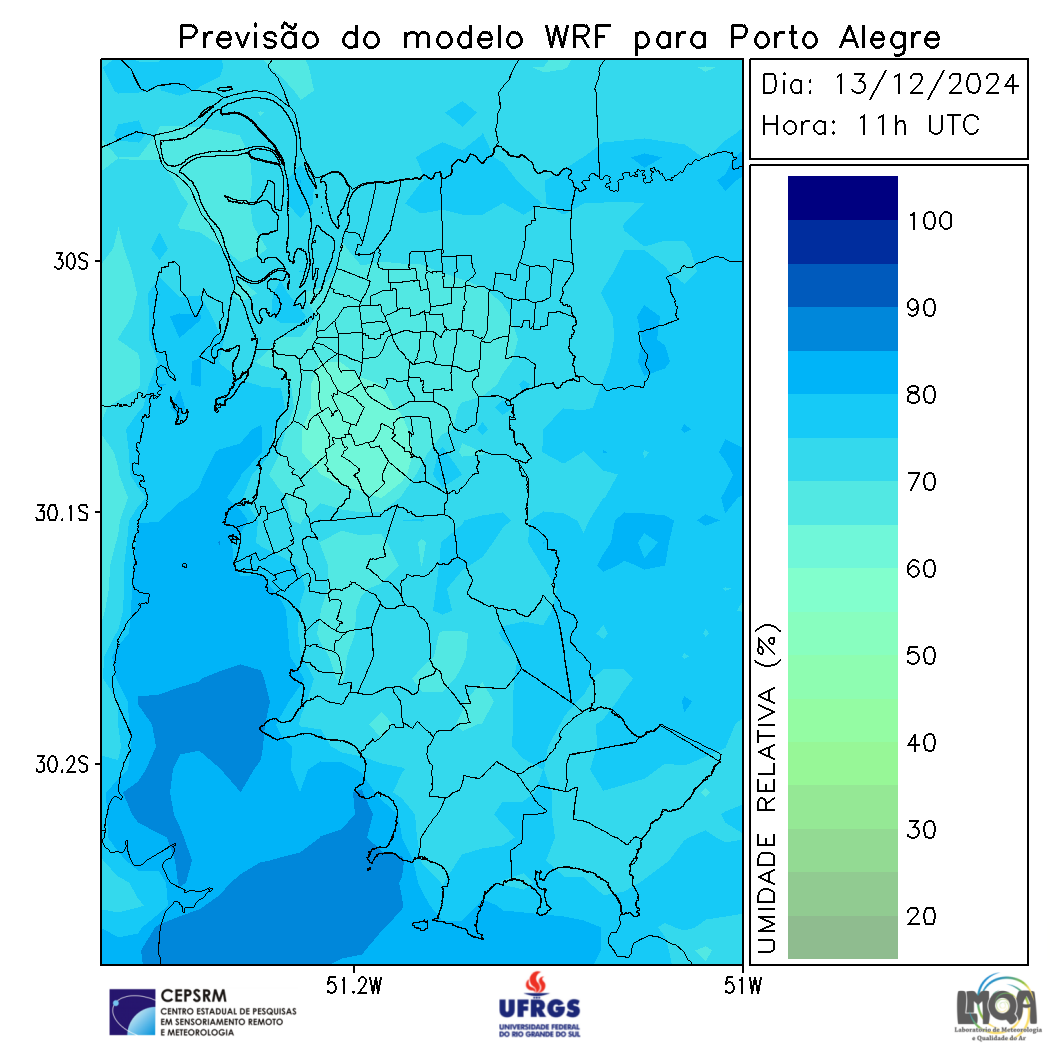 Previsão do modelo WRF para Porto Alegre
Dia: 13/12/2024
Hora: 11h UTC
30S
30.1S
30.2S
51.2W
51W
100
90
80
70
60
50
40
30
20
UMIDADE RELATIVA (%)
CEPSRM
CENTRO ESTADUAL DE PESQUISAS
EM SENSORIAMENTO REMOTO
E METEOROLOGIA
UFRGS
UNIVERSIDADE FEDERAL
DO RIO GRANDE DO SUL
LMQA
Laboratório de Meteorologia
e Qualidade do Ar